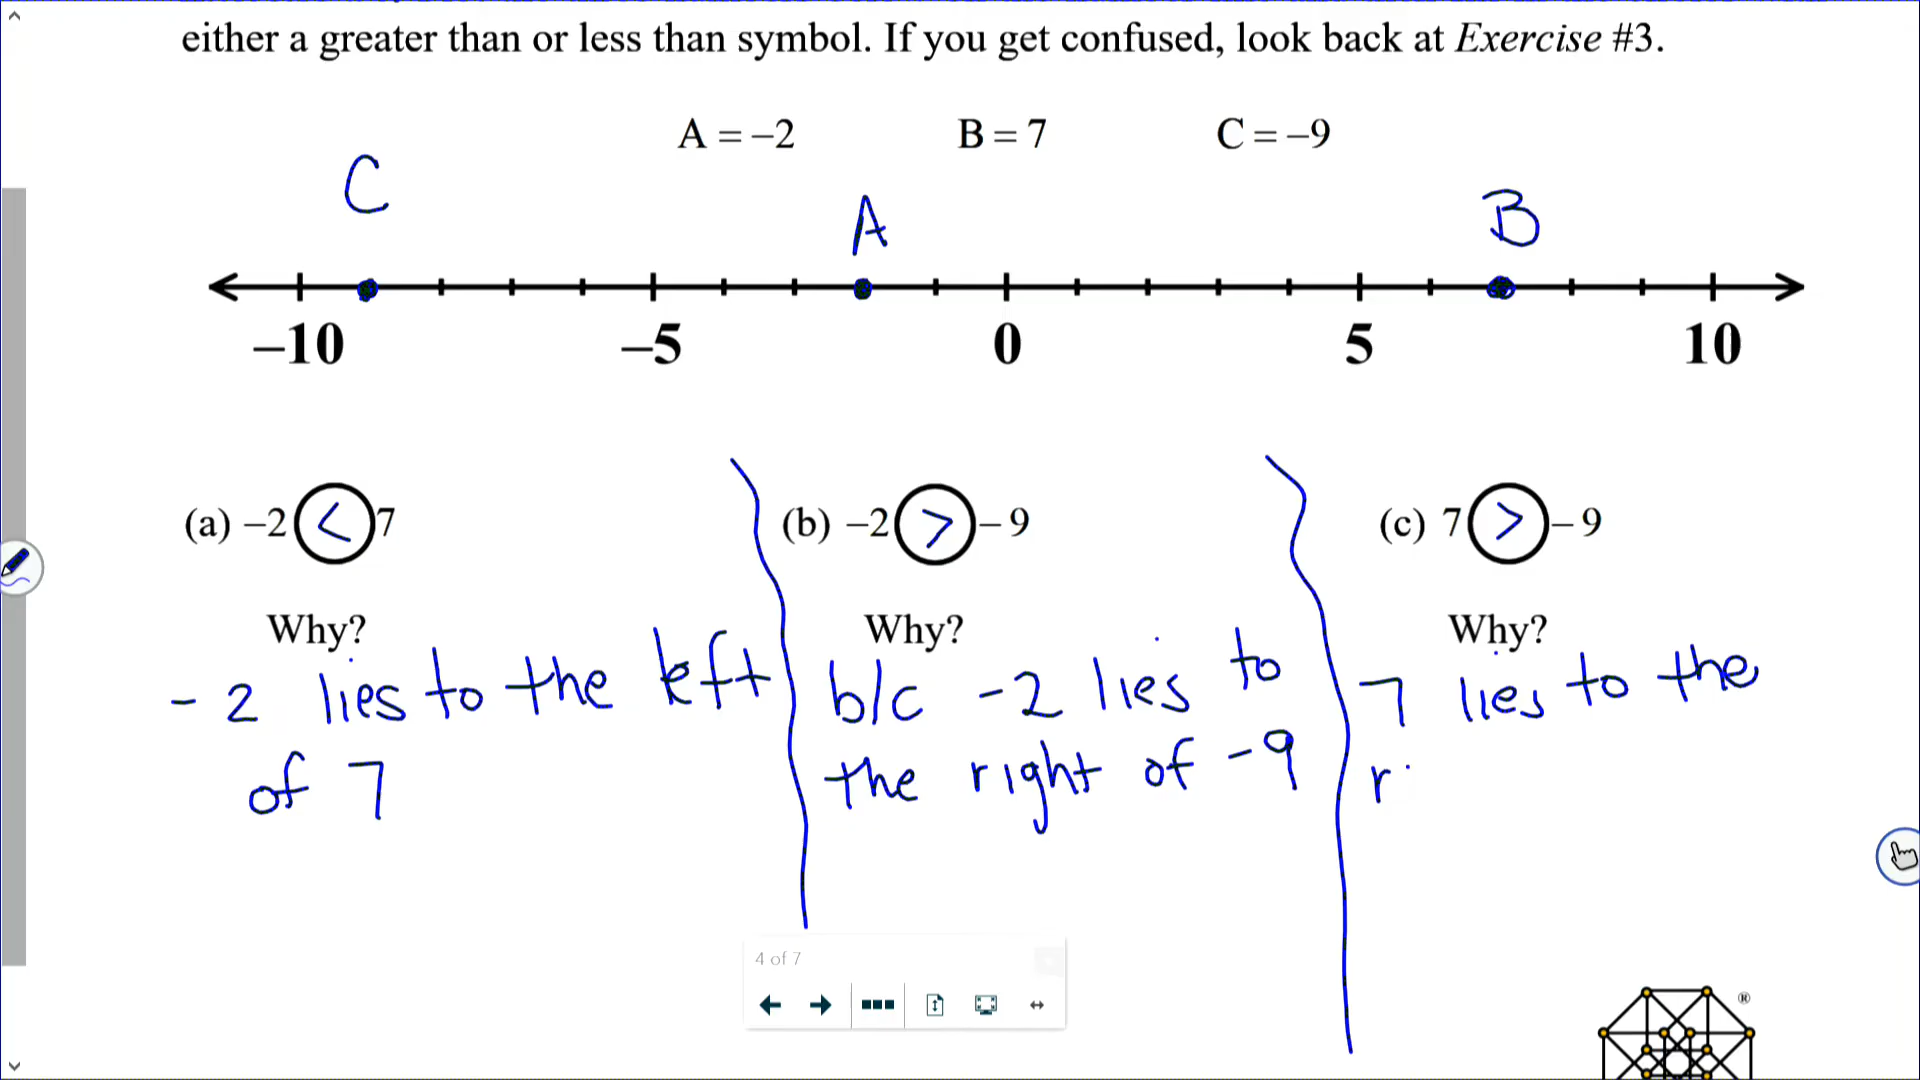 either a greater than or less than symbol. If you get confused, look back at Exercise #3.
A = –2 B = 7 C = –9
C A B
–10 –5 0 5 10
(a) –2 < 7 (b) –2 > – 9 (c) 7 > – 9
Why? Why? Why?
- 2 lies to the left
of 7
b/c -2 lies to
the right of -9
7 lies to the
r
4 of 7
®